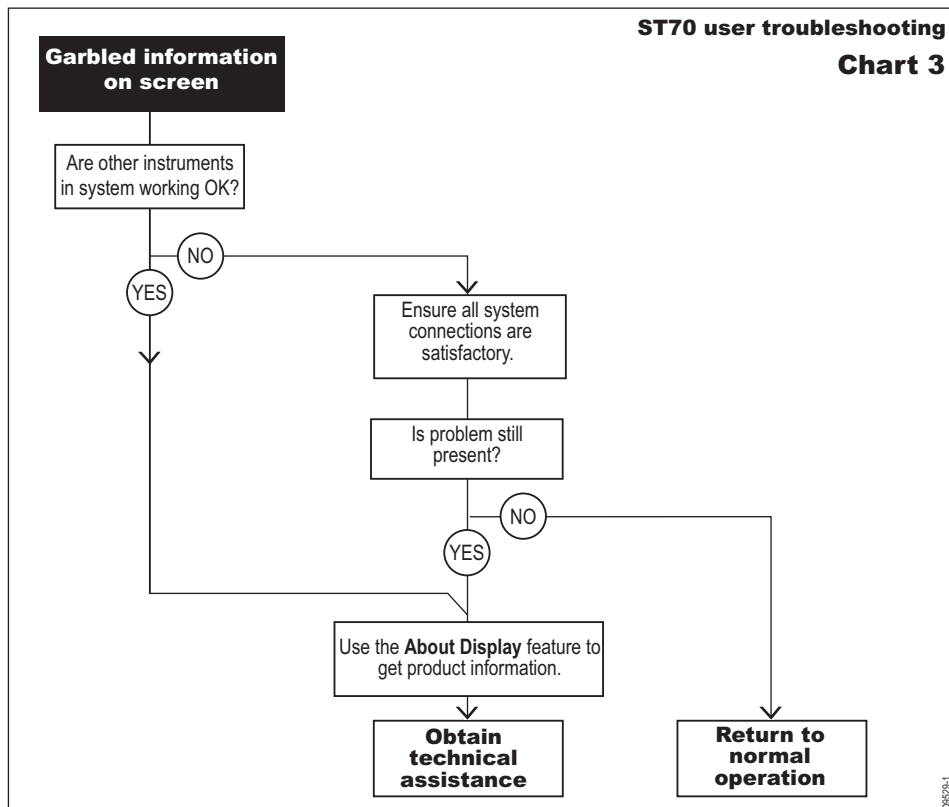 ST70 user troubleshooting
Chart 3
Garbled information
on screen
Are other instruments
in system working OK?
NO
YES
Ensure all system
connections are
satisfactory.
Is problem still
present?
NO
YES
Use the About Display feature to
get product information.
Obtain
technical
assistance
Return to
normal
operation